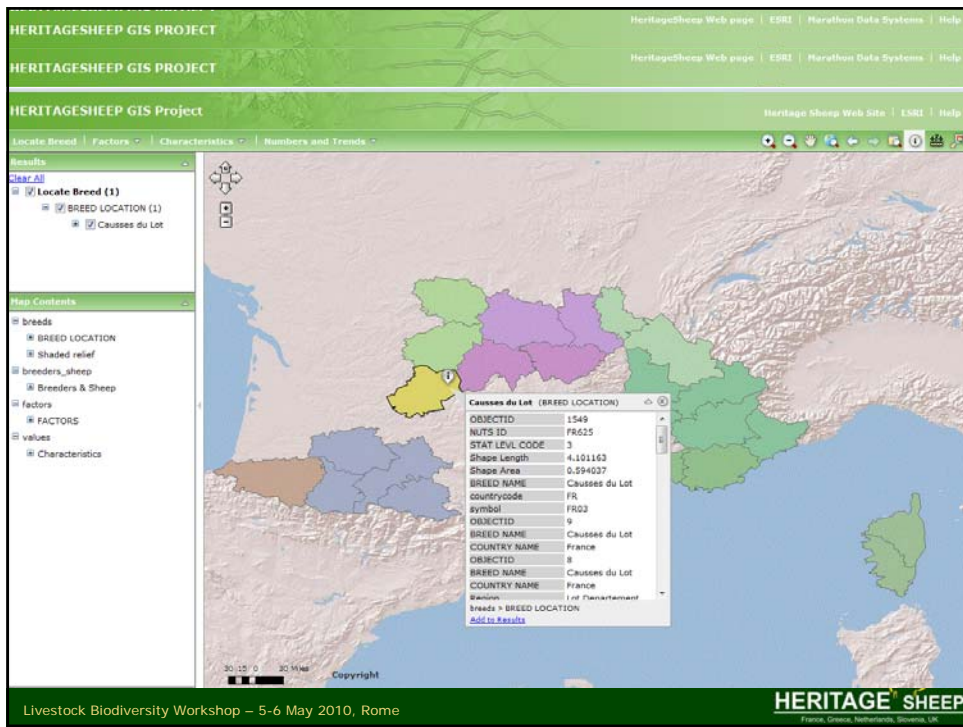 HERITAGESHEEP GIS PROJECT
HeritageSheep Web page | ESRI | Marathon Data Systems | Help
HERITAGESHEEP GIS PROJECT
HeritageSheep Web page | ESRI | Marathon Data Systems | Help
HERITAGESHEEP GIS Project
Heritage Sheep Web Site | ESRI | Help
Locate Breed | Factors | Characteristics | Numbers and Trends
Results
Clear All
Locate Breed (1)
BREED LOCATION (1)
Causses du Lot
Map Contents
breeds
BREED LOCATION
Shaded relief
breeders_sheep
Breeders & Sheep
factors
FACTORS
values
Characteristics
Causses du Lot (BREED LOCATION)
OBJECTID 1549
NUTS ID FR625
STAT LEVL CODE 3
Shape Length 4.101163
Shape Area 0.594037
BREED NAME Causses du Lot
countrycode FR
symbol FR03
OBJECTID 9
BREED NAME Causses du Lot
COUNTRY NAME France
OBJECTID 8
BREED NAME Causses du Lot
COUNTRY NAME France
Region Lot Departement
breeds > BREED LOCATION
Add to Results
30 15 0 30 Miles
Copyright
Livestock Biodiversity Workshop – 5-6 May 2010, Rome
HERITAGE SHEEP
France, Greece, Netherlands, Slovenia, UK